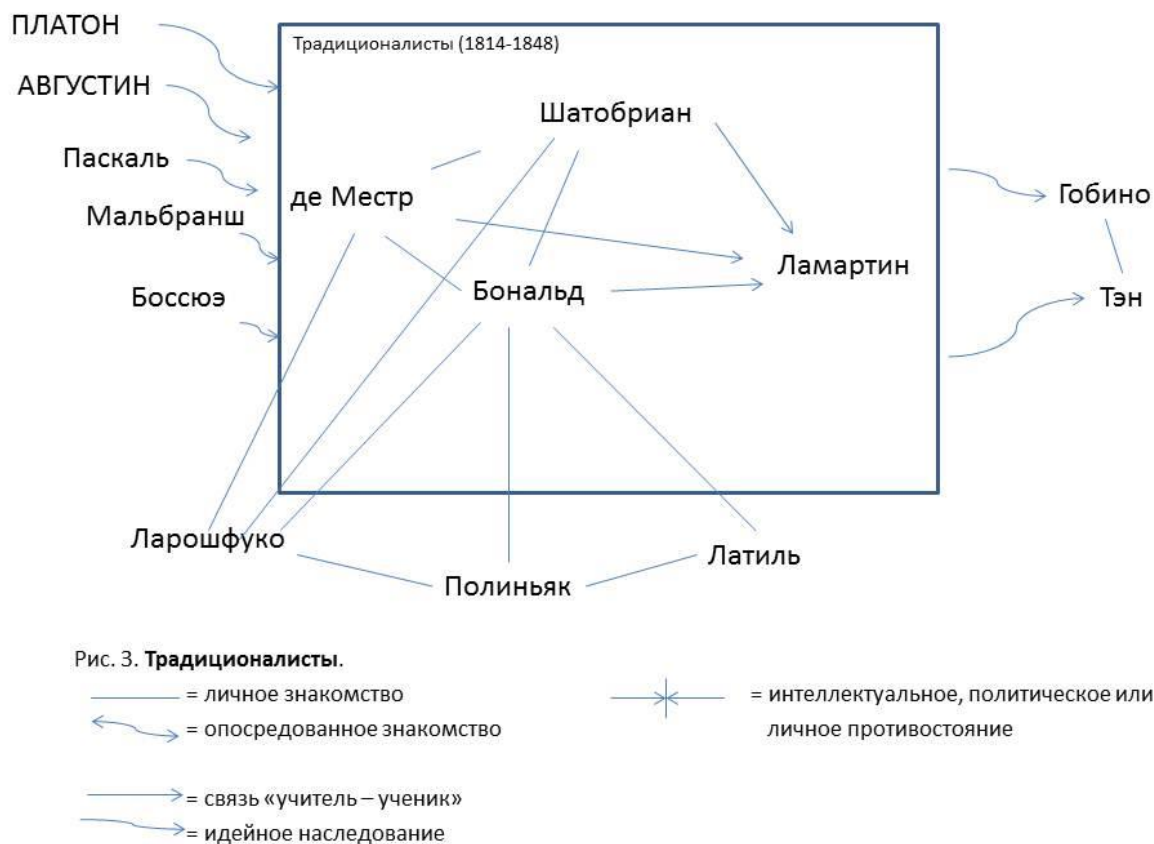 ПЛАТОН
Традиционалисты (1814-1848)
АВГУСТИН
Шатобриан
Паскаль
де Местр
Гобино
Мальбранш
Ламартин
Боссюэ
Бональд
Тэн
Ларошфуко
Латиль
Полиньяк
Рис. 3. Традиционалисты.
= личное знакомство
= опосредованное знакомство
= интеллектуальное, политическое или
личное противостояние
= связь «учитель – ученик»
= идейное наследование